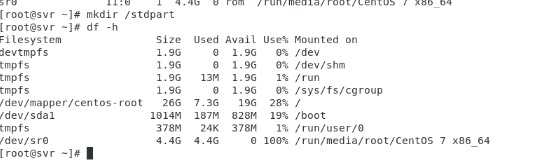 sr0 11:0 1 4.4G 0 rom /run/media/root/CentOS 7 x86_64
[root@svr ~]# mkdir /stdpart
[root@svr ~]# df -h
Filesystem Size Used Avail Use% Mounted on
devtmpfs 1.9G 0 1.9G 0% /dev
tmpfs 1.9G 0 1.9G 0% /dev/shm
tmpfs 1.9G 13M 1.9G 1% /run
tmpfs 1.9G 0 1.9G 0% /sys/fs/cgroup
/dev/mapper/centos-root 26G 7.3G 19G 28% /
/dev/sda1 1014M 187M 828M 19% /boot
tmpfs 378M 24K 378M 1% /run/user/0
/dev/sr0 4.4G 4.4G 0 100% /run/media/root/CentOS 7 x86_64
[root@svr ~]#